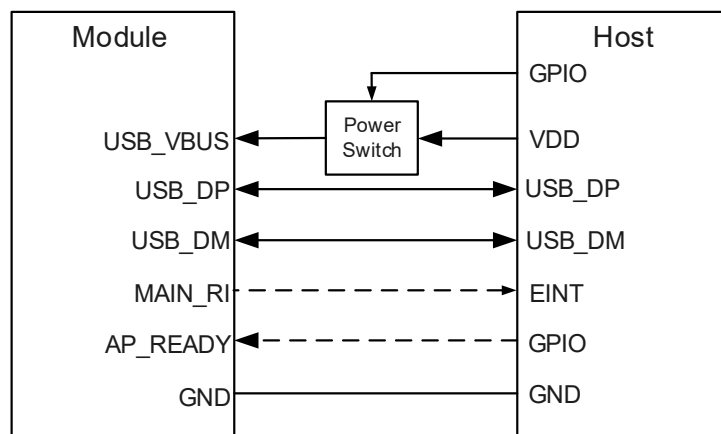 Module
Host
GPIO
USB_VBUS
Power
Switch
VDD
USB_DP
USB_DP
USB_DM
USB_DM
MAIN_RI
EINT
AP_READY
GPIO
GND
GND